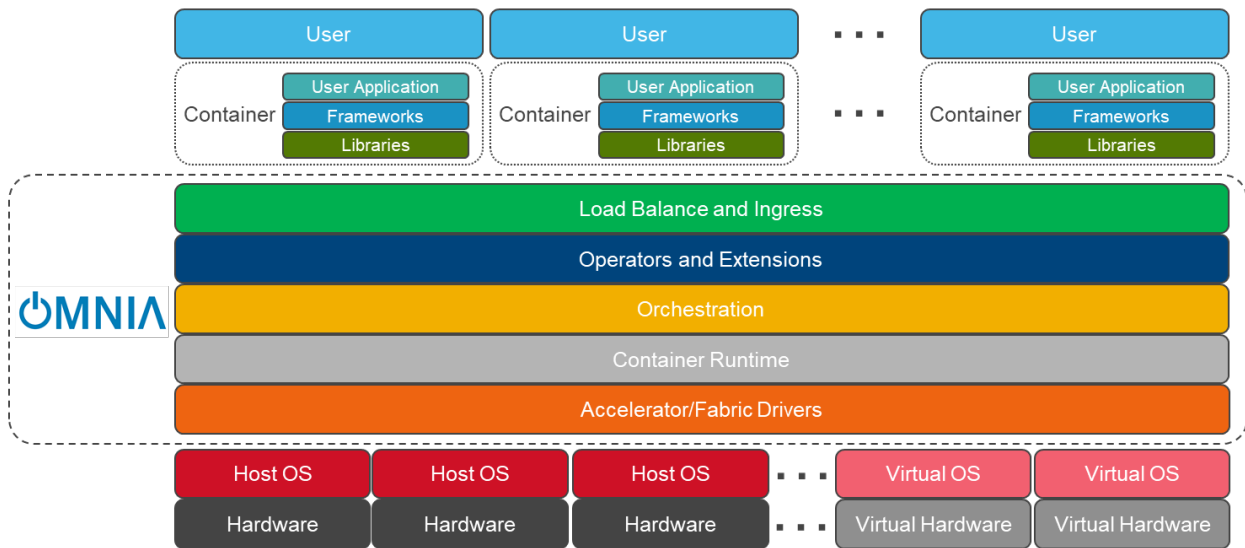 User User User
User Application User Application User Application
Container Frameworks Container Frameworks Container Frameworks
Libraries Libraries Libraries
Load Balance and Ingress
Operators and Extensions
OMNIA
Orchestration
Container Runtime
Accelerator/Fabric Drivers
Host OS Host OS Host OS Virtual OS Virtual OS
Hardware Hardware Hardware Virtual Hardware Virtual Hardware